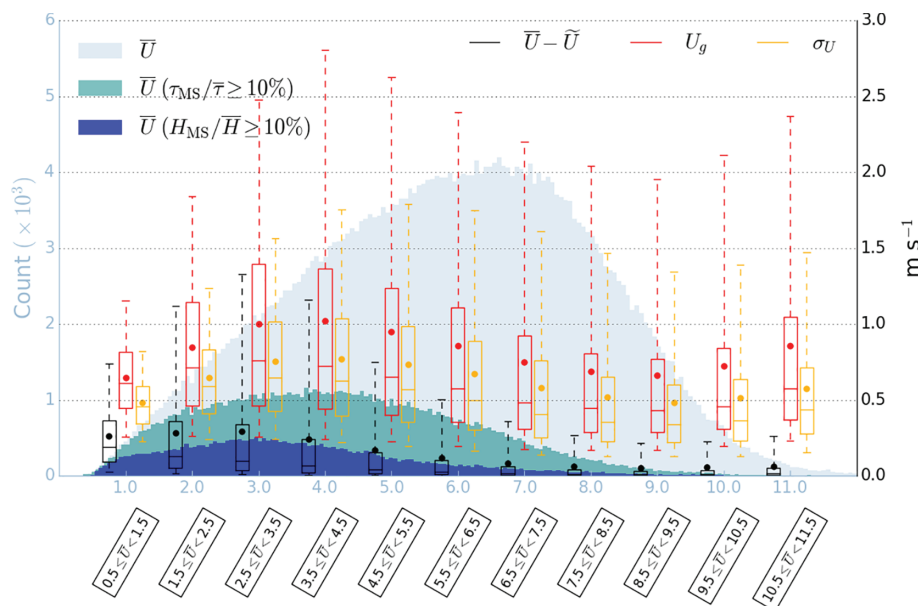 6
5
4
3
2
1
0
Count (×10³)
3.0
2.5
2.0
1.5
1.0
0.5
0.0
m s⁻¹
U̅
U̅ (τ_MS/τ̅ ≥ 10%)
U̅ (H_MS/H̅ ≥ 10%)
U̅ − Ũ
U_g
σ_U
1.0 2.0 3.0 4.0 5.0 6.0 7.0 8.0 9.0 10.0 11.0
0.5 ≤ U̅ < 1.5
1.5 ≤ U̅ < 2.5
2.5 ≤ U̅ < 3.5
3.5 ≤ U̅ < 4.5
4.5 ≤ U̅ < 5.5
5.5 ≤ U̅ < 6.5
6.5 ≤ U̅ < 7.5
7.5 ≤ U̅ < 8.5
8.5 ≤ U̅ < 9.5
9.5 ≤ U̅ < 10.5
10.5 ≤ U̅ < 11.5